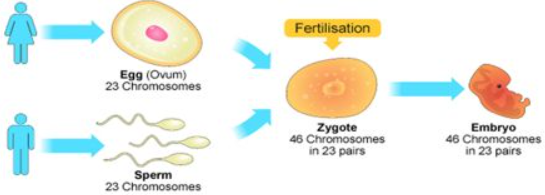 Fertilisation
Egg (Ovum)
23 Chromosomes
Sperm
23 Chromosomes
Zygote
46 Chromosomes
in 23 pairs
Embryo
46 Chromosomes
in 23 pairs